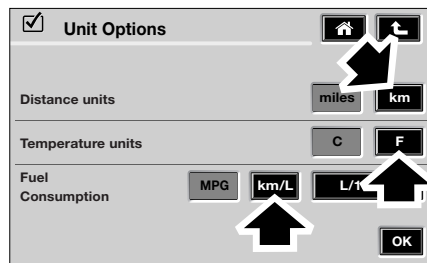 Unit Options
Distance units miles km
Temperature units C F
Fuel MPG km/L
Consumption
OK